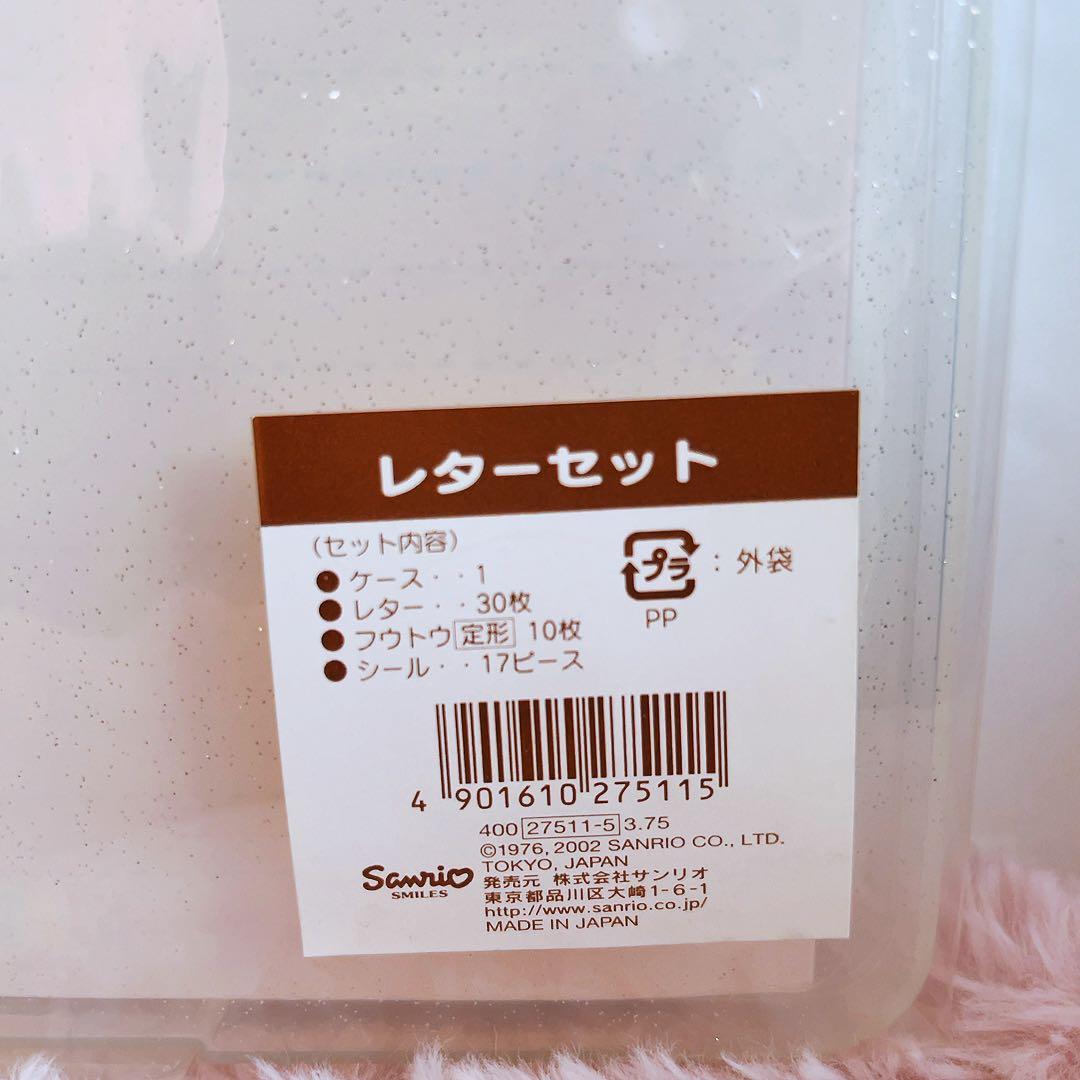 レターセット
(セット内容)
●ケース・・1
●レター・・30枚
●フウトウ 定形 10枚
●シール・・17ピース
プラ : 外袋
PP
4 901610 275115
400 27511-5 3.75
©1976, 2002 SANRIO CO., LTD.
TOKYO, JAPAN
Sanrio
SMILES
発売元 株式会社サンリオ
東京都品川区大崎1-6-1
http://www.sanrio.co.jp/
MADE IN JAPAN